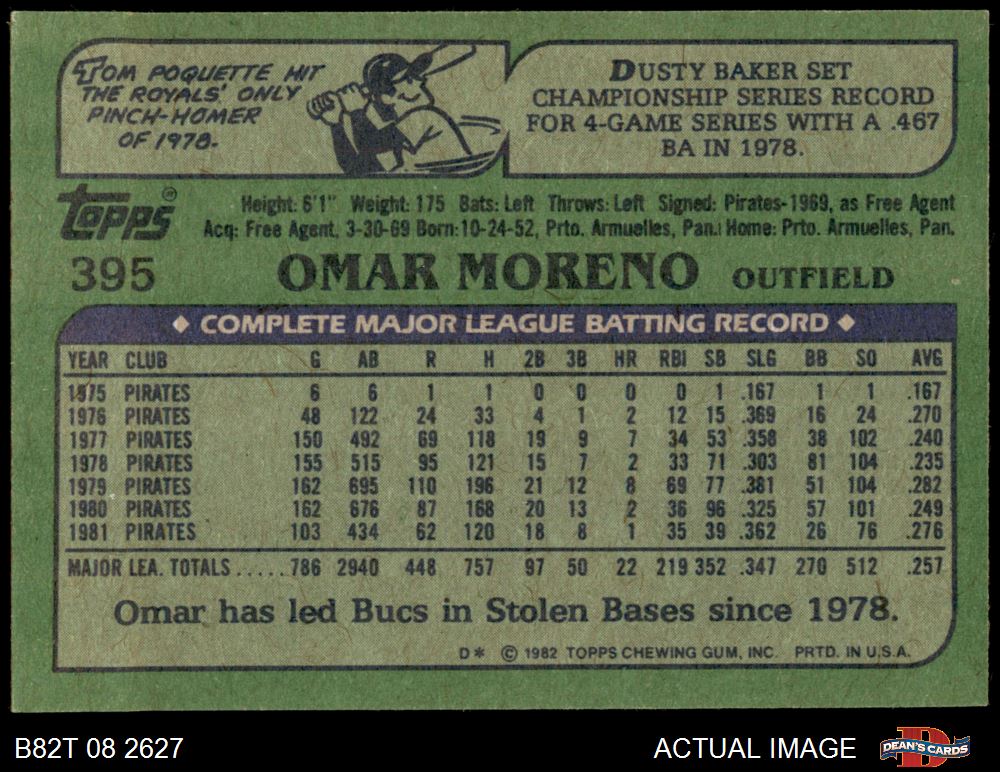 TOM POQUETTE HIT
THE ROYALS' ONLY
PINCH-HOMER
OF 1978.
DUSTY BAKER SET
CHAMPIONSHIP SERIES RECORD
FOR 4-GAME SERIES WITH A .467
BA IN 1978.
Topps®
Height: 6'1" Weight: 175 Bats: Left Throws: Left Signed: Pirates-1969, as Free Agent
Acq: Free Agent, 3-30-69 Born: 10-24-52, Prto. Armuelles, Pan. Home: Prto. Armuelles, Pan.
395 OMAR MORENO OUTFIELD
◆ COMPLETE MAJOR LEAGUE BATTING RECORD ◆
YEAR CLUB G AB R H 2B 3B HR RBI SB SLG BB SO AVG
1975 PIRATES 6 6 1 1 0 0 0 0 1 .167 1 1 .167
1976 PIRATES 48 122 24 33 4 1 2 12 15 .369 16 24 .270
1977 PIRATES 150 492 69 118 19 9 7 34 53 .358 38 102 .240
1978 PIRATES 155 515 95 121 15 7 2 33 71 .303 81 104 .235
1979 PIRATES 162 695 110 196 21 12 8 69 77 .381 51 104 .282
1980 PIRATES 162 676 87 168 20 13 2 36 96 .325 57 101 .249
1981 PIRATES 103 434 62 120 18 8 1 35 39 .362 26 76 .276
MAJOR LEA. TOTALS.....786 2940 448 757 97 50 22 219 352 .347 270 512 .257
Omar has led Bucs in Stolen Bases since 1978.
D* © 1982 TOPPS CHEWING GUM, INC. PRTD. IN U.S.A.
B82T 08 2627 ACTUAL IMAGE DEAN'S CARDS